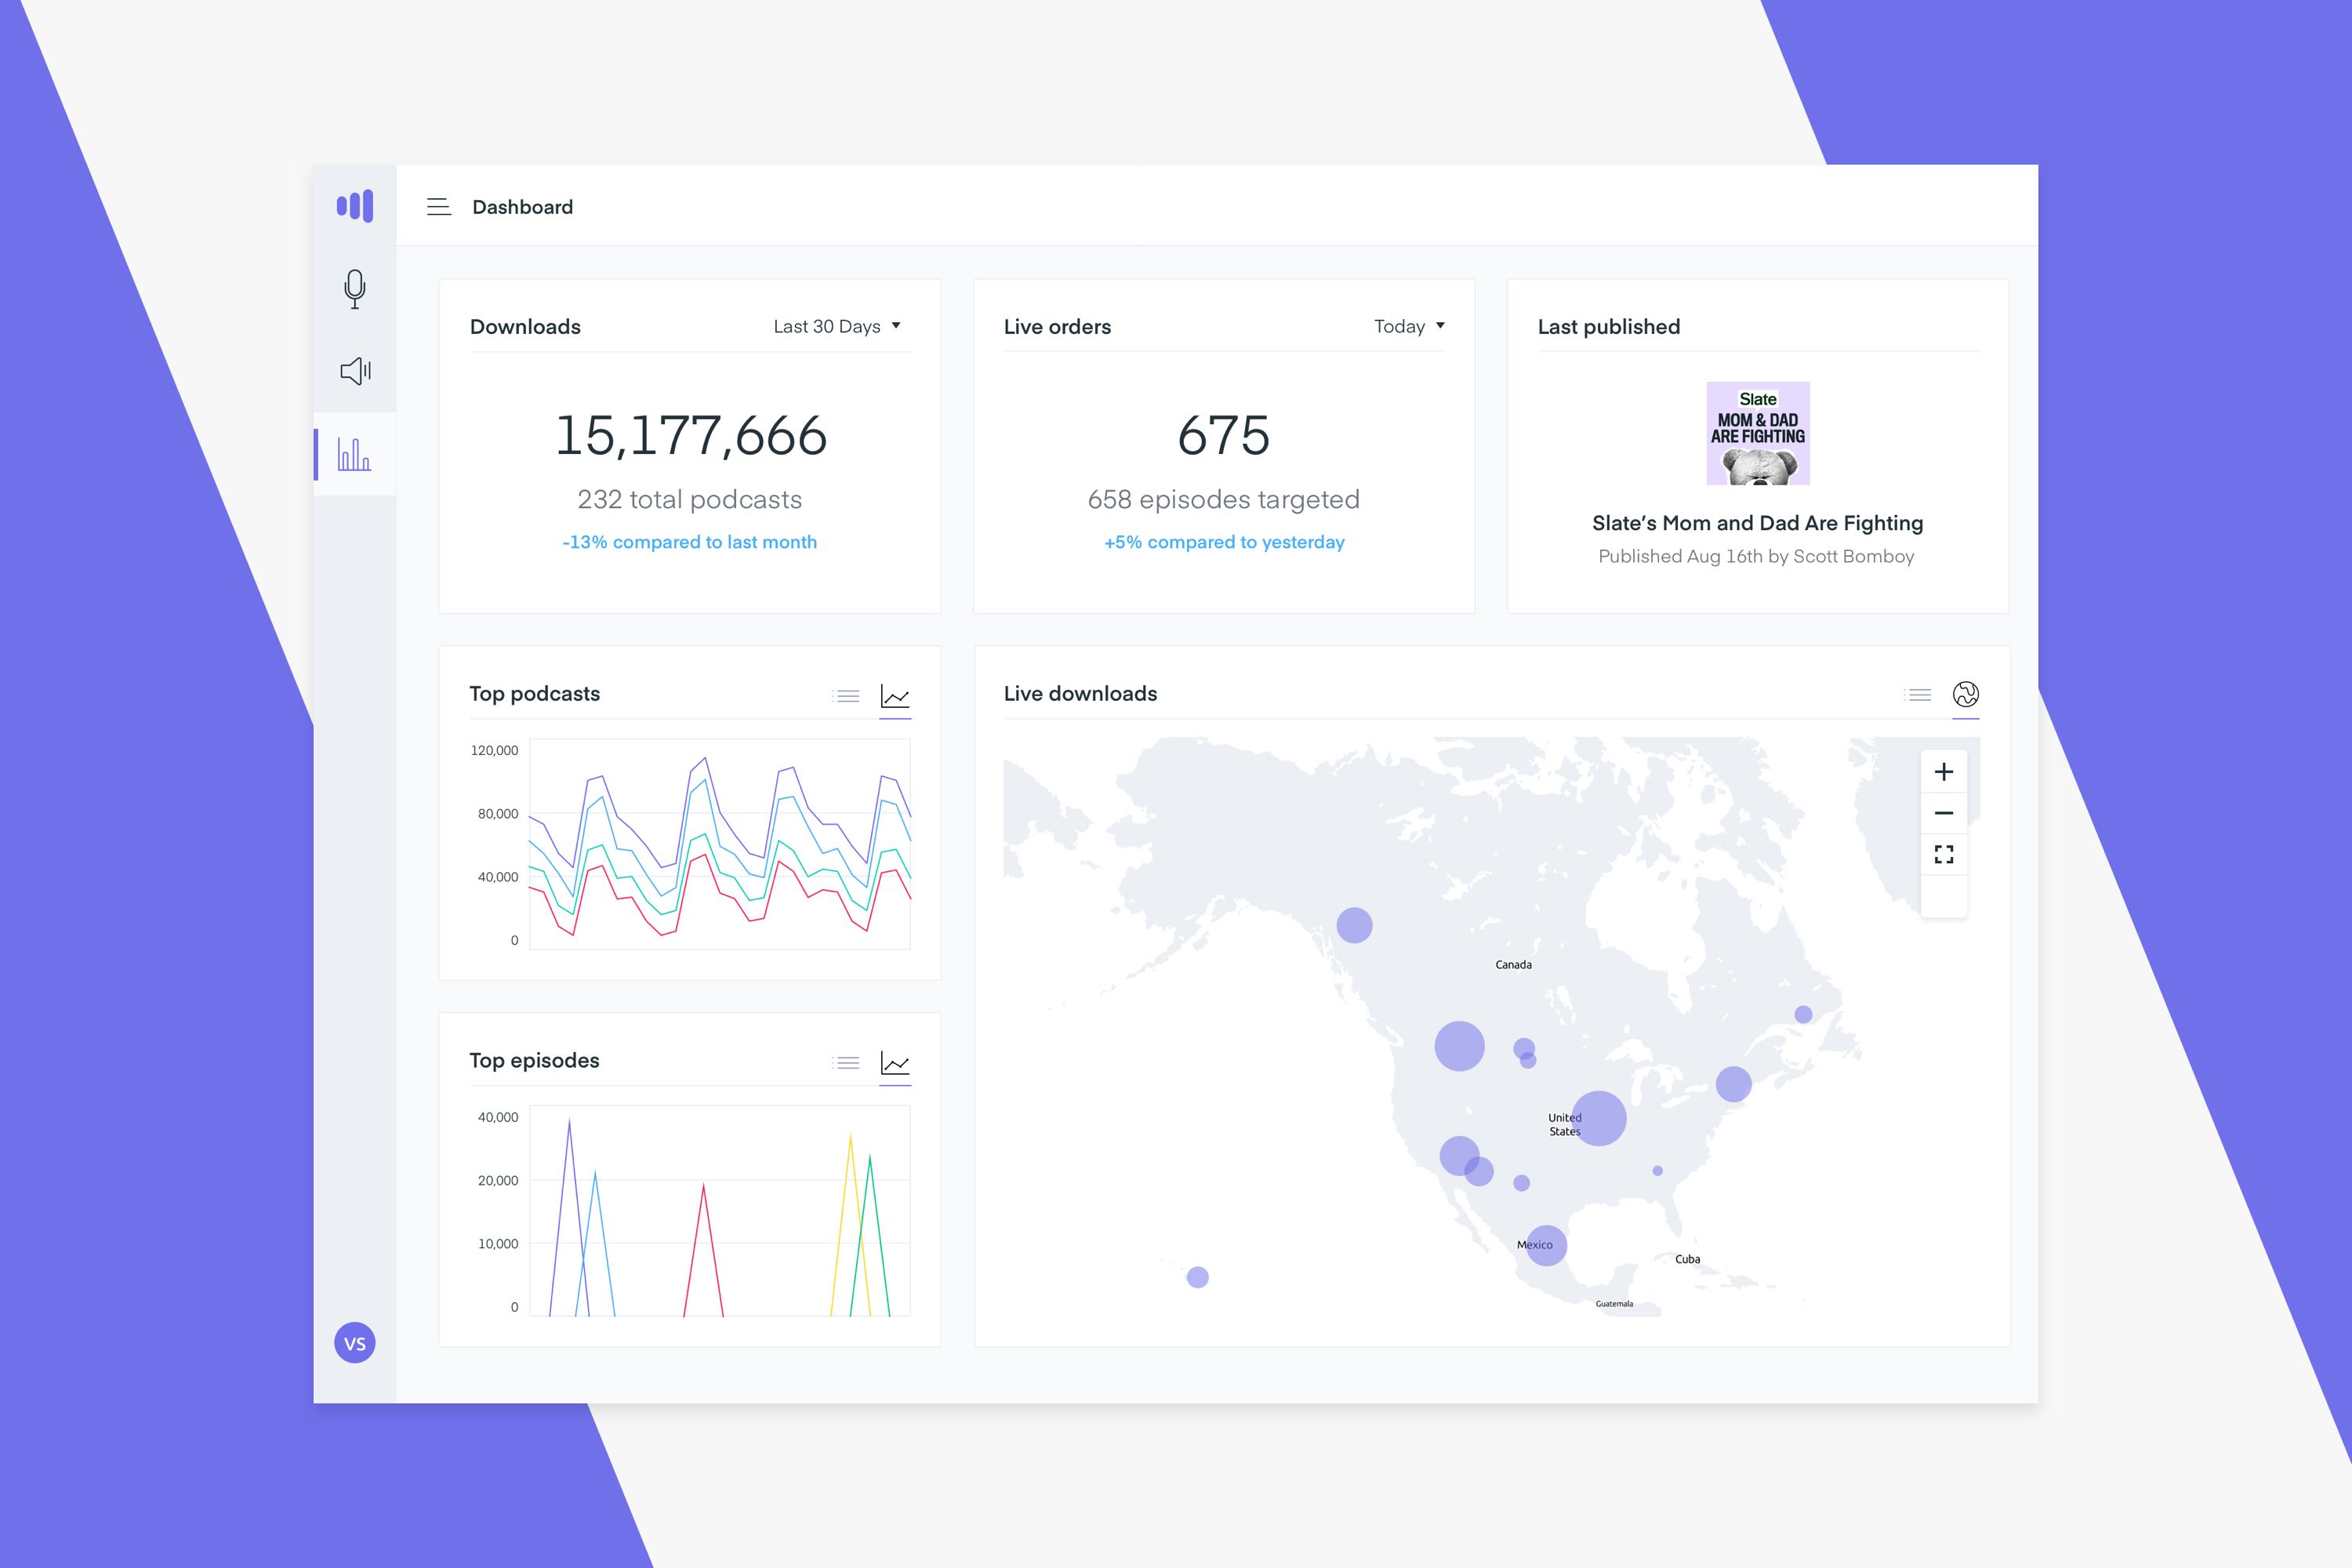 Dashboard
Downloads
Last 30 Days
15,177,666
232 total podcasts
-13% compared to last month
Live orders
Today
675
658 episodes targeted
+5% compared to yesterday
Last published
Slate
MOM & DAD
ARE FIGHTING
Slate’s Mom and Dad Are Fighting
Published Aug 16th by Scott Bomboy
Top podcasts
120,000
80,000
40,000
0
Top episodes
40,000
20,000
10,000
0
Live downloads
Canada
United
States
Mexico
Cuba
Guatemala
VS